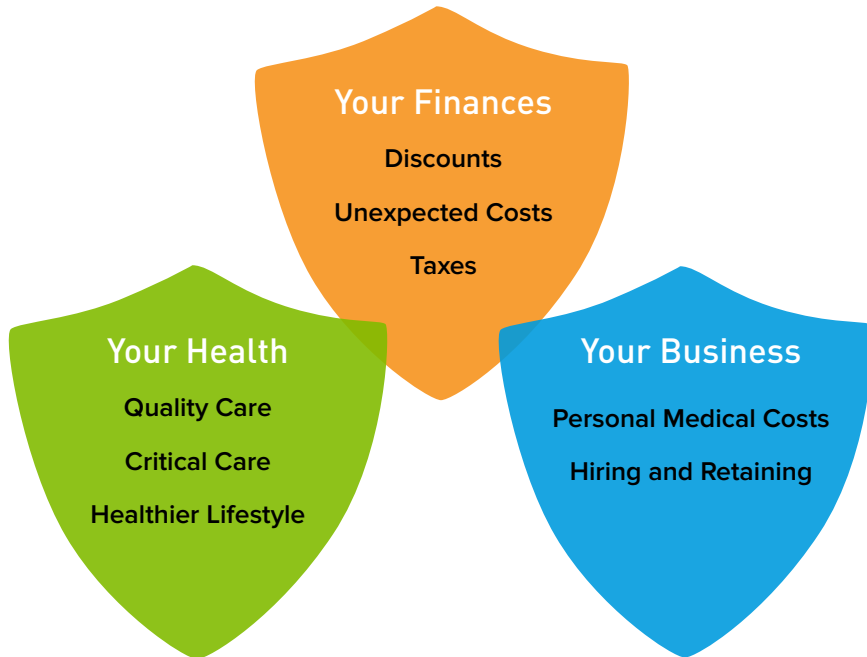 Your Finances
Discounts
Unexpected Costs
Taxes
Your Health
Quality Care
Critical Care
Healthier Lifestyle
Your Business
Personal Medical Costs
Hiring and Retaining